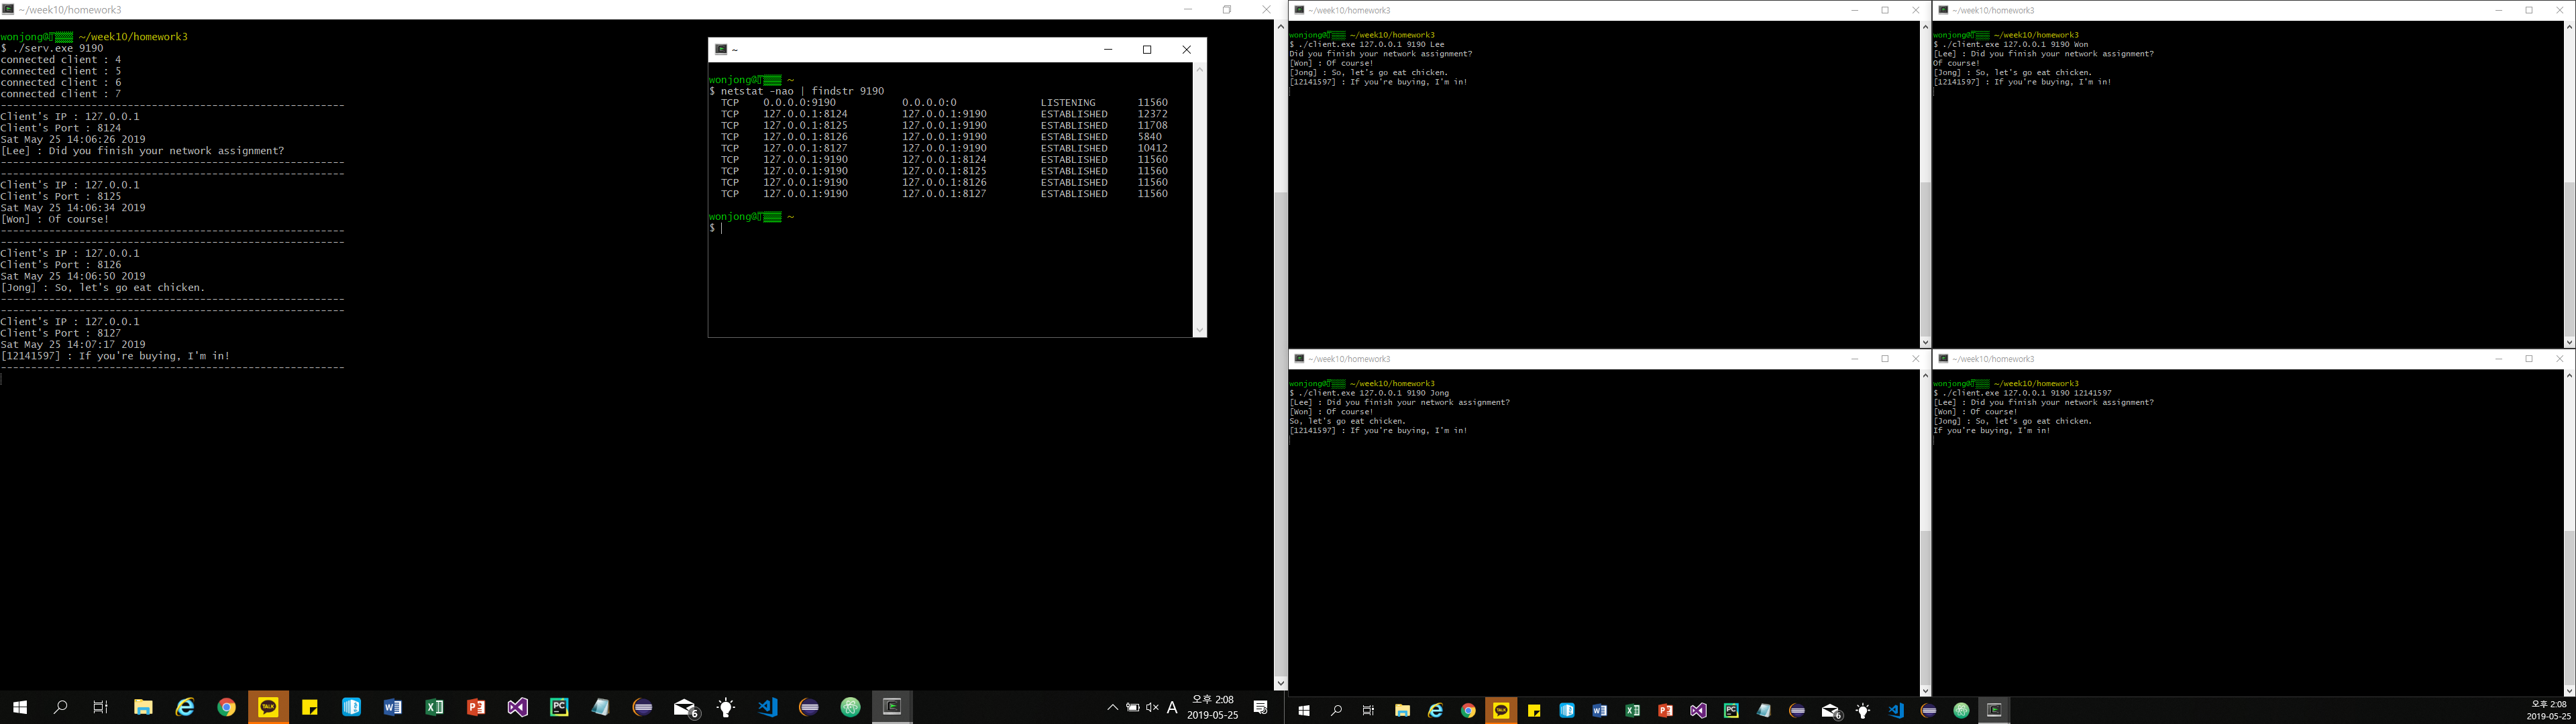 ~/week10/homework3
wonjong@ ~/week10/homework3
$ ./serv.exe 9190
connected client : 4
connected client : 5
connected client : 6
connected client : 7
---------------------------------------------------------
Client's IP : 127.0.0.1
Client's Port : 8124
Sat May 25 14:06:26 2019
[Lee] : Did you finish your network assignment?
---------------------------------------------------------
---------------------------------------------------------
Client's IP : 127.0.0.1
Client's Port : 8125
Sat May 25 14:06:34 2019
[Won] : Of course!
---------------------------------------------------------
---------------------------------------------------------
Client's IP : 127.0.0.1
Client's Port : 8126
Sat May 25 14:06:50 2019
[Jong] : So, let's go eat chicken.
---------------------------------------------------------
---------------------------------------------------------
Client's IP : 127.0.0.1
Client's Port : 8127
Sat May 25 14:07:17 2019
[12141597] : If you're buying, I'm in!
---------------------------------------------------------
~
wonjong@ ~
$ netstat -nao | findstr 9190
TCP 0.0.0.0:9190 0.0.0.0:0 LISTENING 11560
TCP 127.0.0.1:8124 127.0.0.1:9190 ESTABLISHED 12372
TCP 127.0.0.1:8125 127.0.0.1:9190 ESTABLISHED 11708
TCP 127.0.0.1:8126 127.0.0.1:9190 ESTABLISHED 5840
TCP 127.0.0.1:8127 127.0.0.1:9190 ESTABLISHED 10412
TCP 127.0.0.1:9190 127.0.0.1:8124 ESTABLISHED 11560
TCP 127.0.0.1:9190 127.0.0.1:8125 ESTABLISHED 11560
TCP 127.0.0.1:9190 127.0.0.1:8126 ESTABLISHED 11560
TCP 127.0.0.1:9190 127.0.0.1:8127 ESTABLISHED 11560
wonjong@ ~
$
~/week10/homework3
wonjong@ ~/week10/homework3
$ ./client.exe 127.0.0.1 9190 Lee
Did you finish your network assignment?
[Won] : Of course!
[Jong] : So, let's go eat chicken.
[12141597] : If you're buying, I'm in!
~/week10/homework3
wonjong@ ~/week10/homework3
$ ./client.exe 127.0.0.1 9190 Won
[Lee] : Did you finish your network assignment?
Of course!
[Jong] : So, let's go eat chicken.
[12141597] : If you're buying, I'm in!
~/week10/homework3
wonjong@ ~/week10/homework3
$ ./client.exe 127.0.0.1 9190 Jong
[Lee] : Did you finish your network assignment?
[Won] : Of course!
So, let's go eat chicken.
[12141597] : If you're buying, I'm in!
~/week10/homework3
wonjong@ ~/week10/homework3
$ ./client.exe 127.0.0.1 9190 12141597
[Lee] : Did you finish your network assignment?
[Won] : Of course!
[Jong] : So, let's go eat chicken.
If you're buying, I'm in!
TALK
PC
6
A
오후 2:08
2019-05-25
TALK
PC
6
오후 2:08
2019-05-25